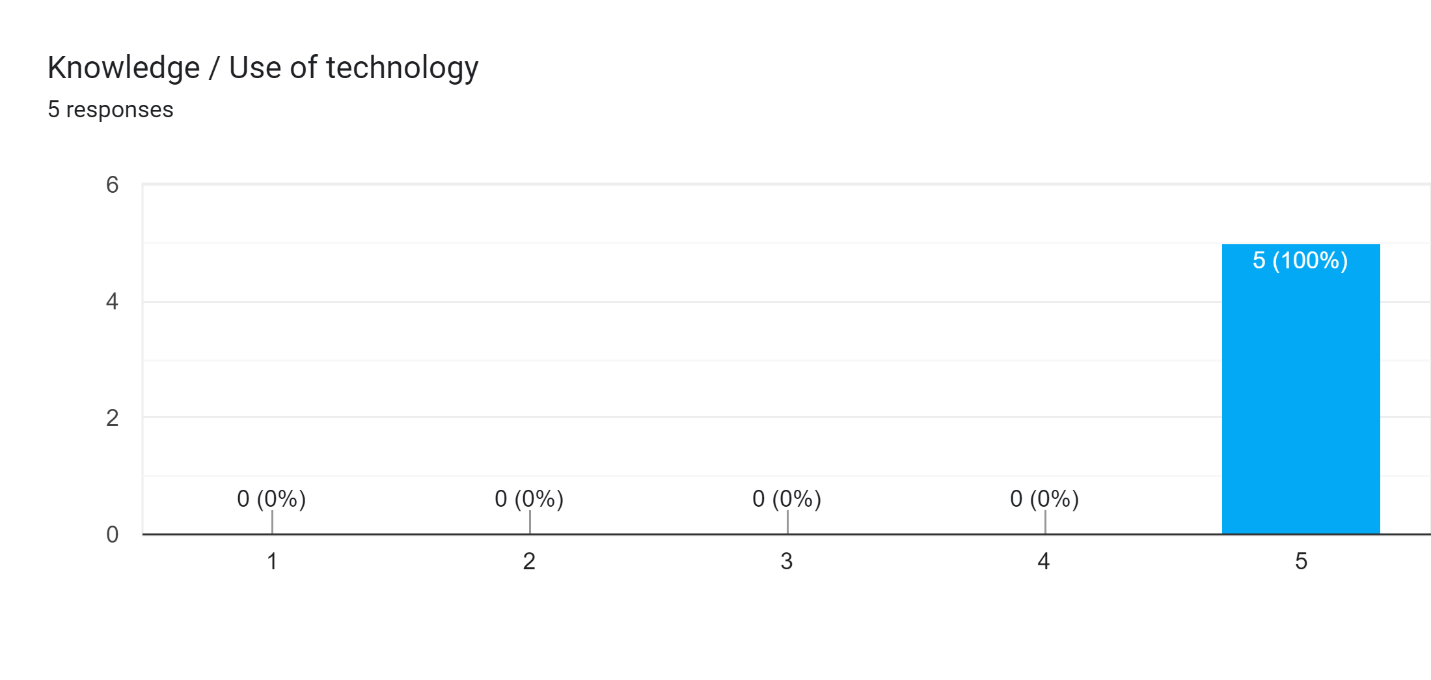 Knowledge / Use of technology
5 responses
6
5 (100%)
4
2
0 (0%) 0 (0%) 0 (0%) 0 (0%)
0
1 2 3 4 5